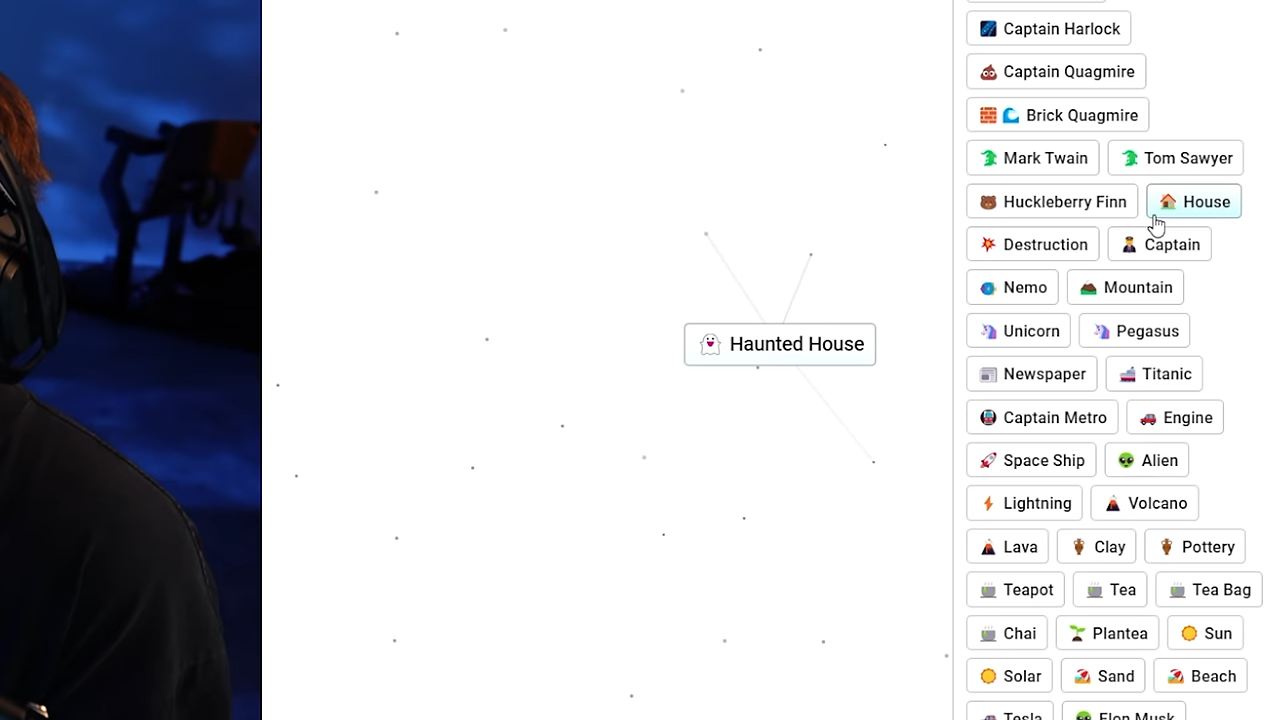 Captain Harlock
Captain Quagmire
Brick Quagmire
Mark Twain Tom Sawyer
Huckleberry Finn House
Destruction Captain
Nemo Mountain
Unicorn Pegasus
Haunted House
Newspaper Titanic
Captain Metro Engine
Space Ship Alien
Lightning Volcano
Lava Clay Pottery
Teapot Tea Tea Bag
Chai Plantea Sun
Solar Sand Beach
Tesla Elon Musk